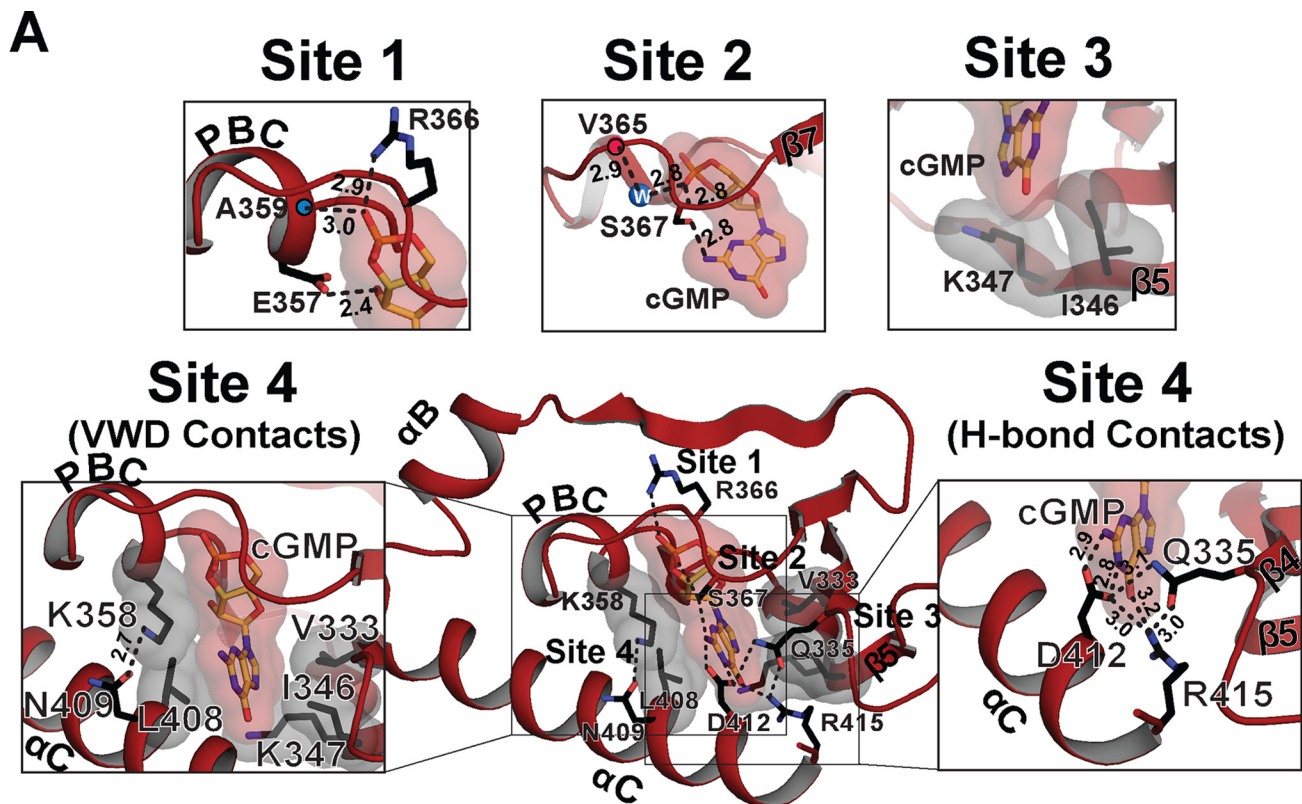 A
Site 1
Site 2
Site 3
PBC
R366
A359
2.9
3.0
E357
2.4
V365
2.9
W
2.8
2.8
S367
2.8
cGMP
β7
cGMP
K347
I346
β5
Site 4
(VWD Contacts)
PBC
cGMP
K358
2.7
V333
N409
L408
I346
K347
αC
αB
Site 1
R366
PBC
Site 2
V333
K358
S367
Site 3
Q335
β5
Site 4
L408
N409
D412
R415
αC
Site 4
(H-bond Contacts)
cGMP
2.9
Q335
2.8
3.1
β4
3.2
3.0
3.0
β5
D412
R415
αC